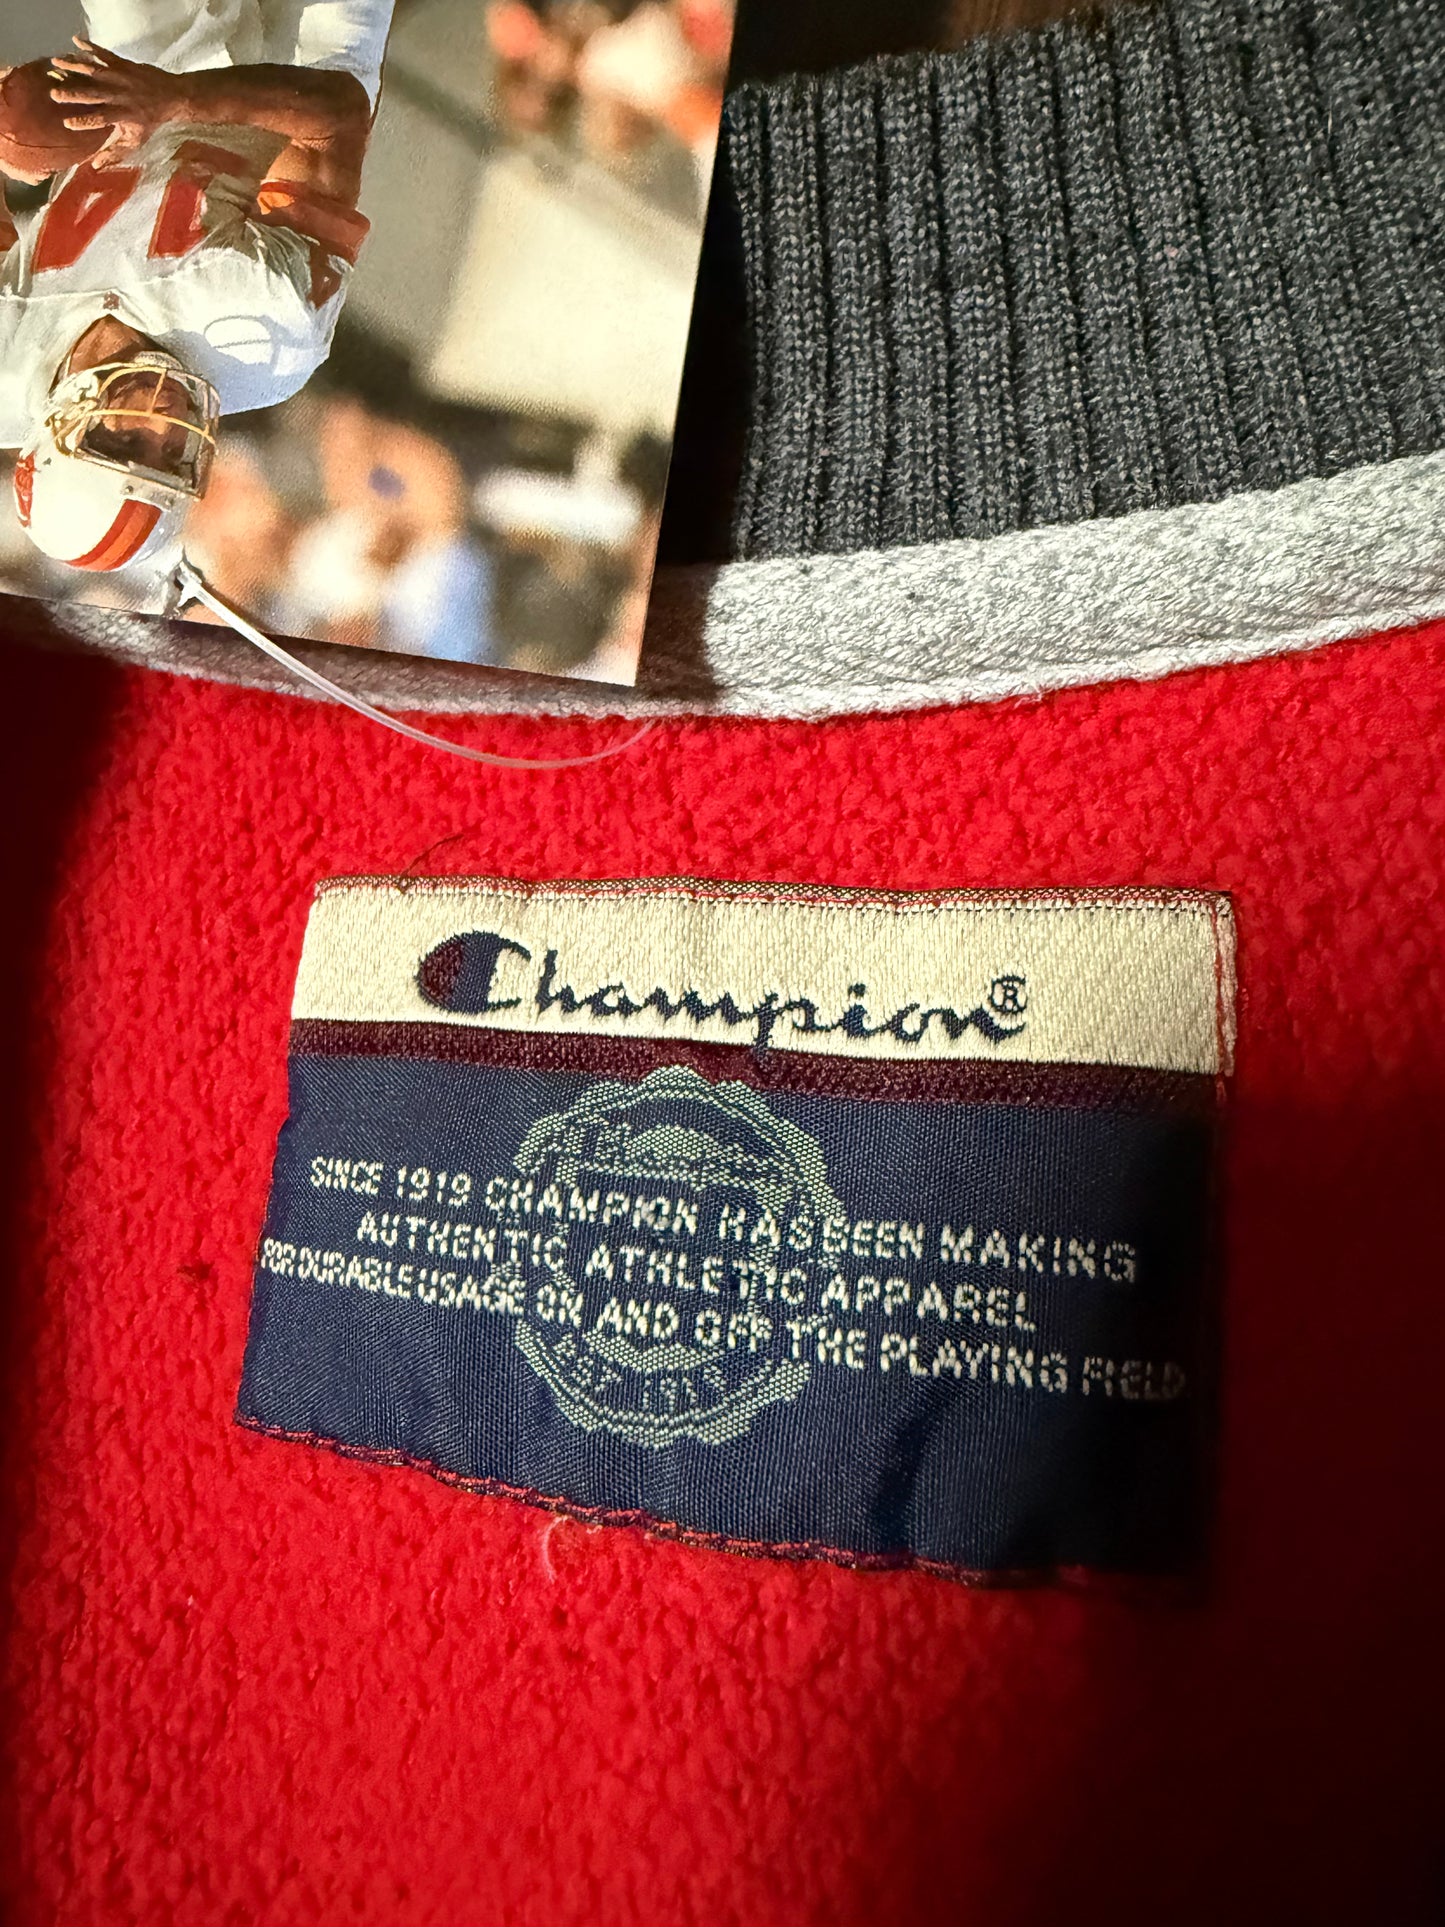 Champion®
SINCE 1919 CHAMPION HAS BEEN MAKING
AUTHENTIC ATHLETIC APPAREL
FOR DURABLE USAGE ON AND OFF THE PLAYING FIELD